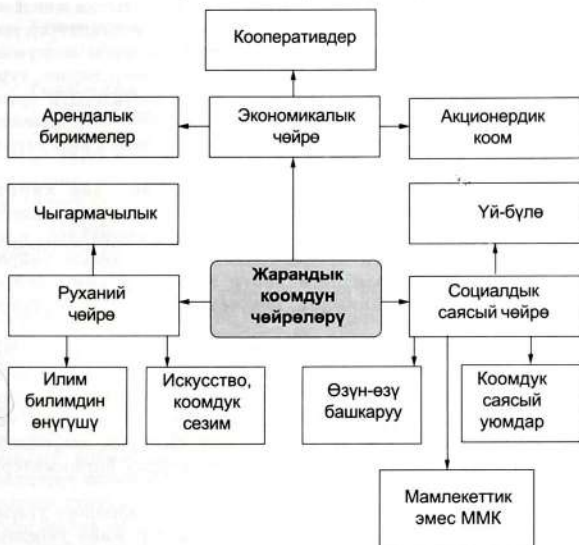 Кооперативдер
Арендалык
бирикмелер
Экономикалык
чөйрө
Акционердик
коом
Чыгармачылык
Үй-бүлө
Руханий
чөйрө
Жарандык
коомдун
чөйрөлөрү
Социалдык
саясый чөйрө
Илим
билимдин
өнүгүшү
Искусство,
коомдук
сезим
Өзүн-өзү
башкаруу
Коомдук
саясый
уюмдар
Мамлекеттик
эмес ММК